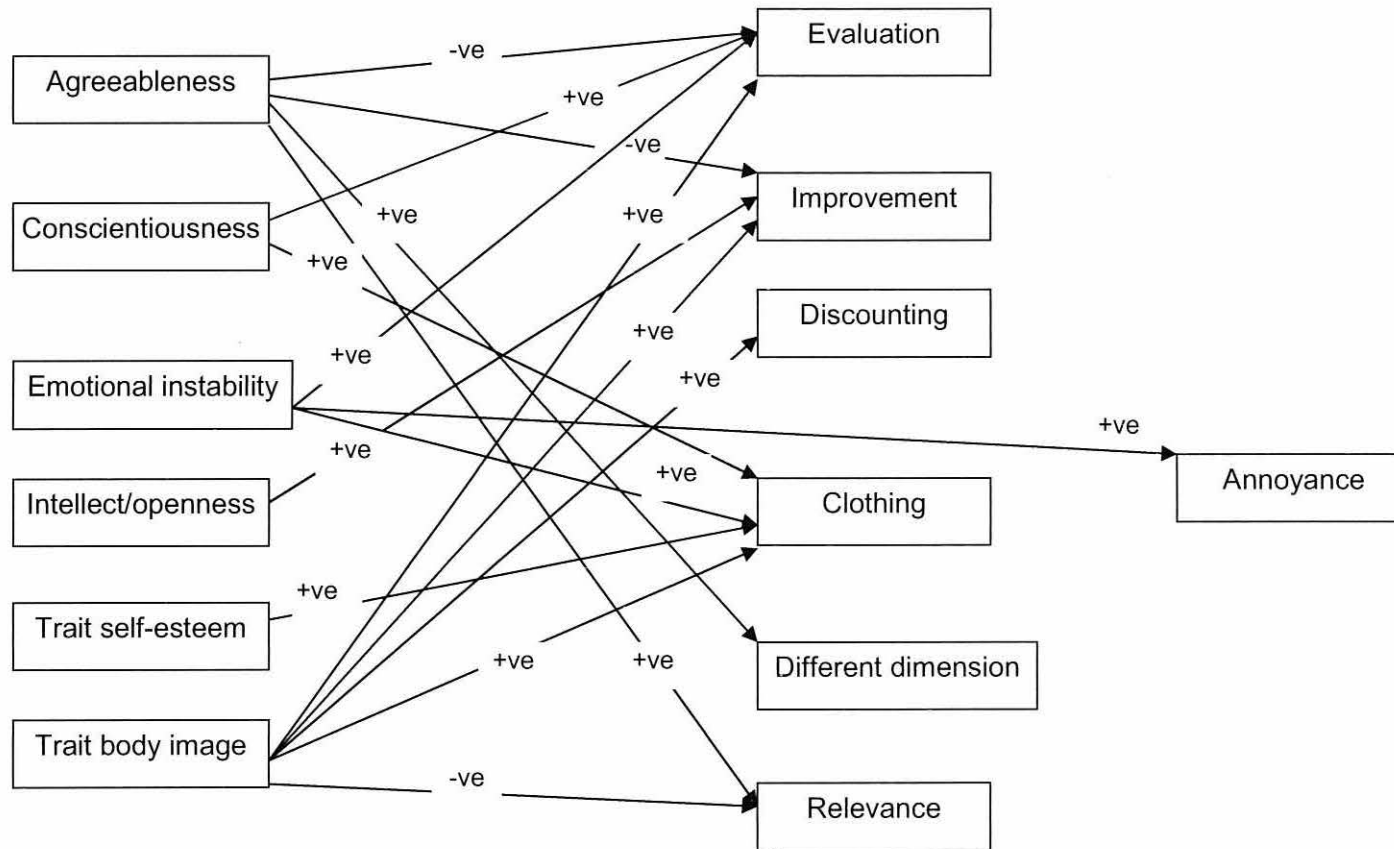 Evaluation
-ve
Agreeableness
+ve
-ve
Improvement
+ve
+ve
Conscientiousness
+ve
Discounting
+ve
+ve
+ve
Emotional instability
+ve
Annoyance
+ve
+ve
Intellect/openness
Clothing
+ve
Trait self-esteem
+ve
+ve
Different dimension
Trait body image
-ve
Relevance